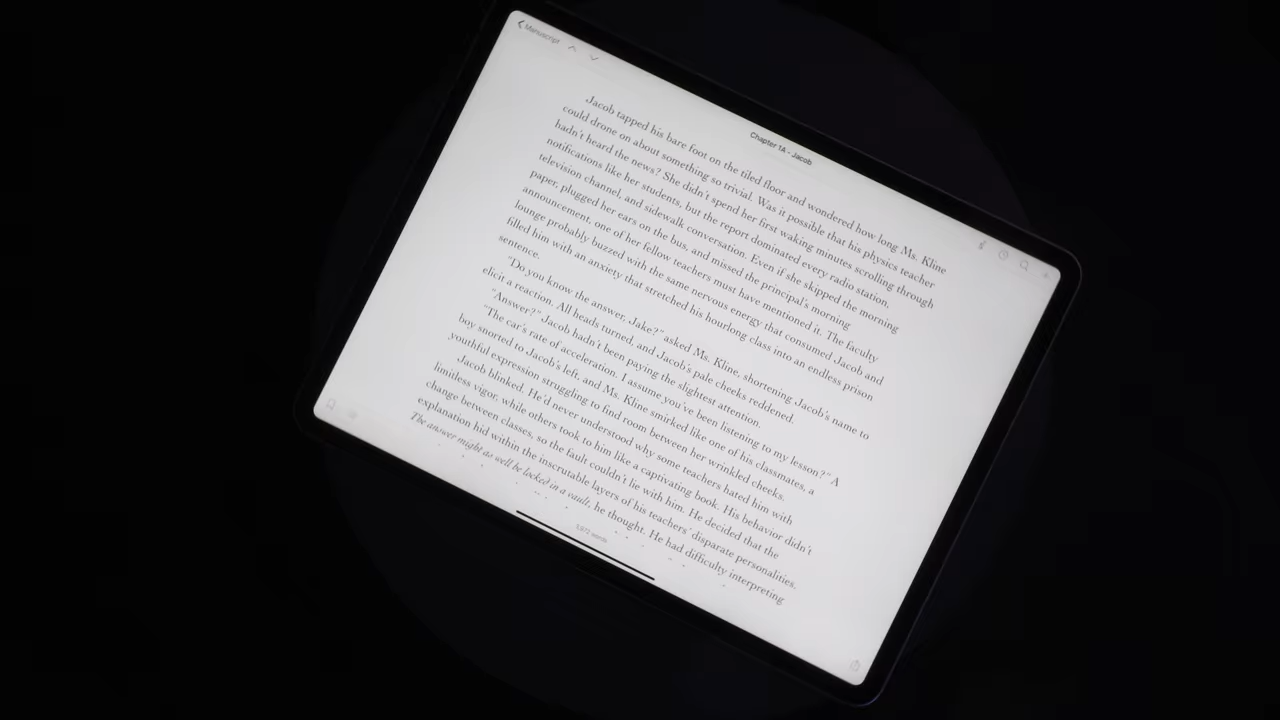 Manuscript
Chapter 1A - Jacob
Jacob tapped his bare foot on the tiled floor and wondered how long Ms. Kline
could drone on about something so trivial. Was it possible that his physics teacher
hadn't heard the news? She didn't spend her first waking minutes scrolling through
notifications like her students, but the report dominated every radio station,
television channel, and sidewalk conversation. Even if she skipped the morning
paper, plugged her ears on the bus, and missed the principal's morning
announcement, one of her fellow teachers must have mentioned it. The faculty
lounge probably buzzed with the same nervous energy that consumed Jacob and
filled him with an anxiety that stretched his hourlong class into an endless prison
sentence.
"Do you know the answer, Jake?" asked Ms. Kline, shortening Jacob's name to
elicit a reaction. All heads turned, and Jacob's pale cheeks reddened.
"Answer?" Jacob hadn't been paying the slightest attention.
"The car's rate of acceleration. I assume you've been listening to my lesson?" A
boy snorted to Jacob's left, and Ms. Kline smirked like one of his classmates, a
youthful expression struggling to find room between her wrinkled cheeks.
Jacob blinked. He'd never understood why some teachers hated him with
limitless vigor, while others took to him like a captivating book. His behavior didn't
change between classes, so the fault couldn't lie with him. He decided that the
explanation hid within the inscrutable layers of his teachers' disparate personalities.
The answer might as well be locked in a vault, he thought. He had difficulty interpreting
words